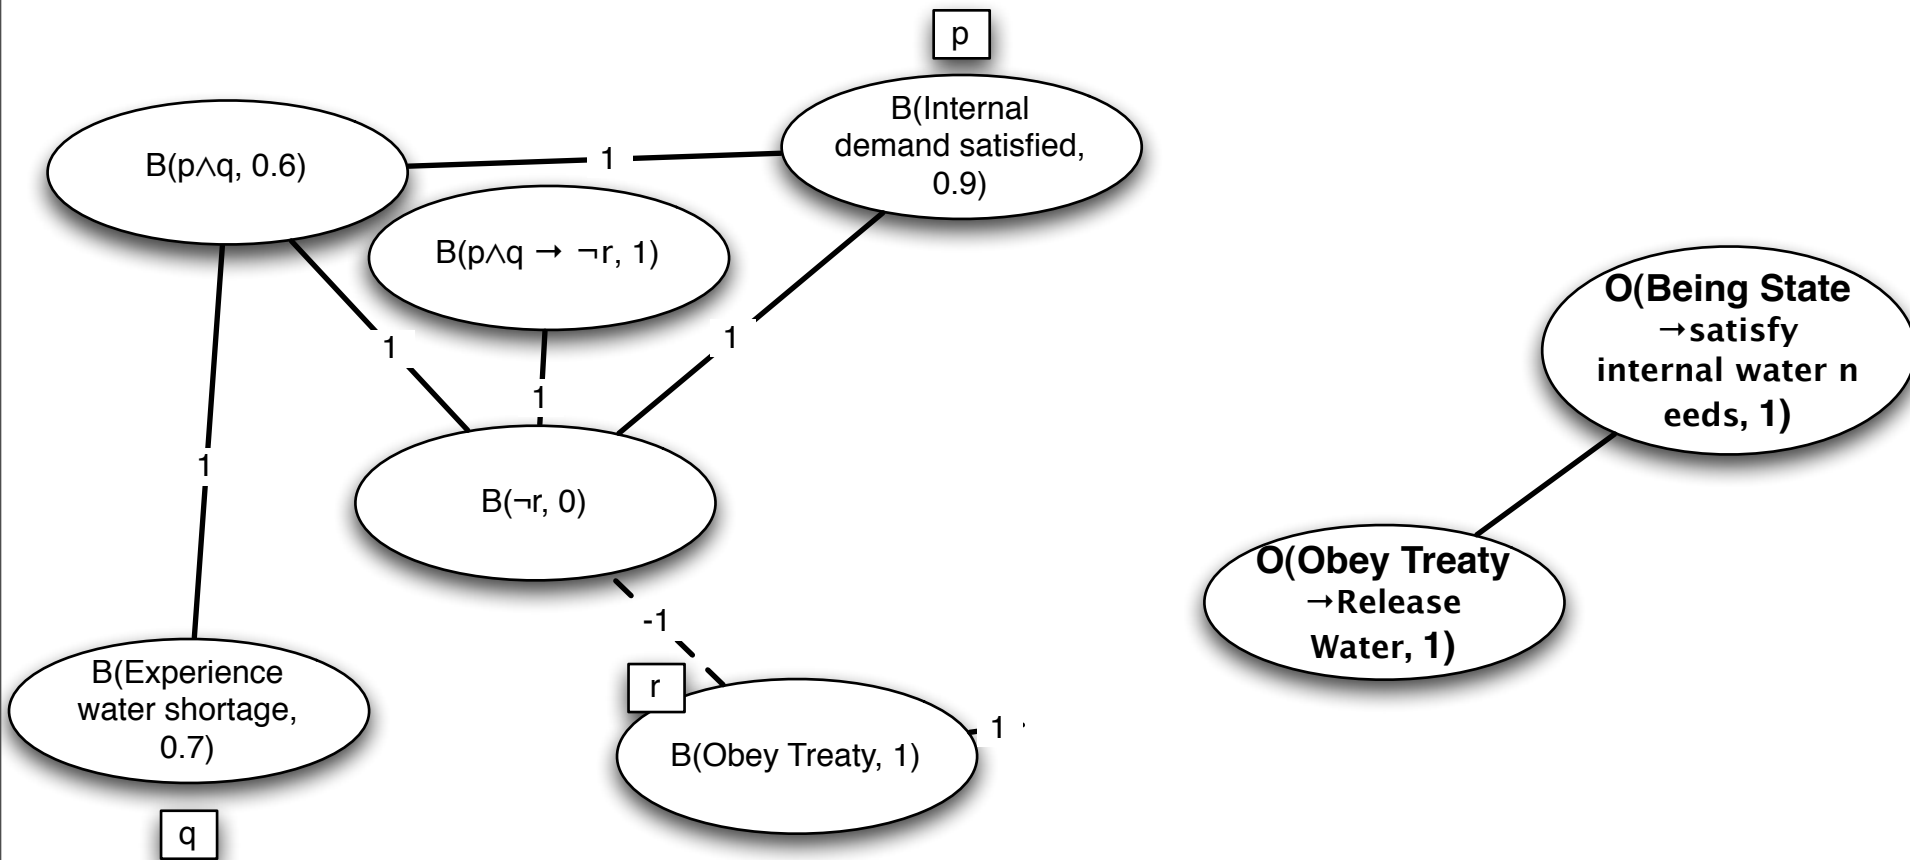 p
B(Internal
demand satisfied,
0.9)
B(p∧q, 0.6)
1
B(p∧q → ¬r, 1)
1
1
1
B(¬r, 0)
1
-1
B(Experience
water shortage,
0.7)
q
r
B(Obey Treaty, 1)
1
O(Being State
→satisfy
internal water n
eeds, 1)
O(Obey Treaty
→Release
Water, 1)